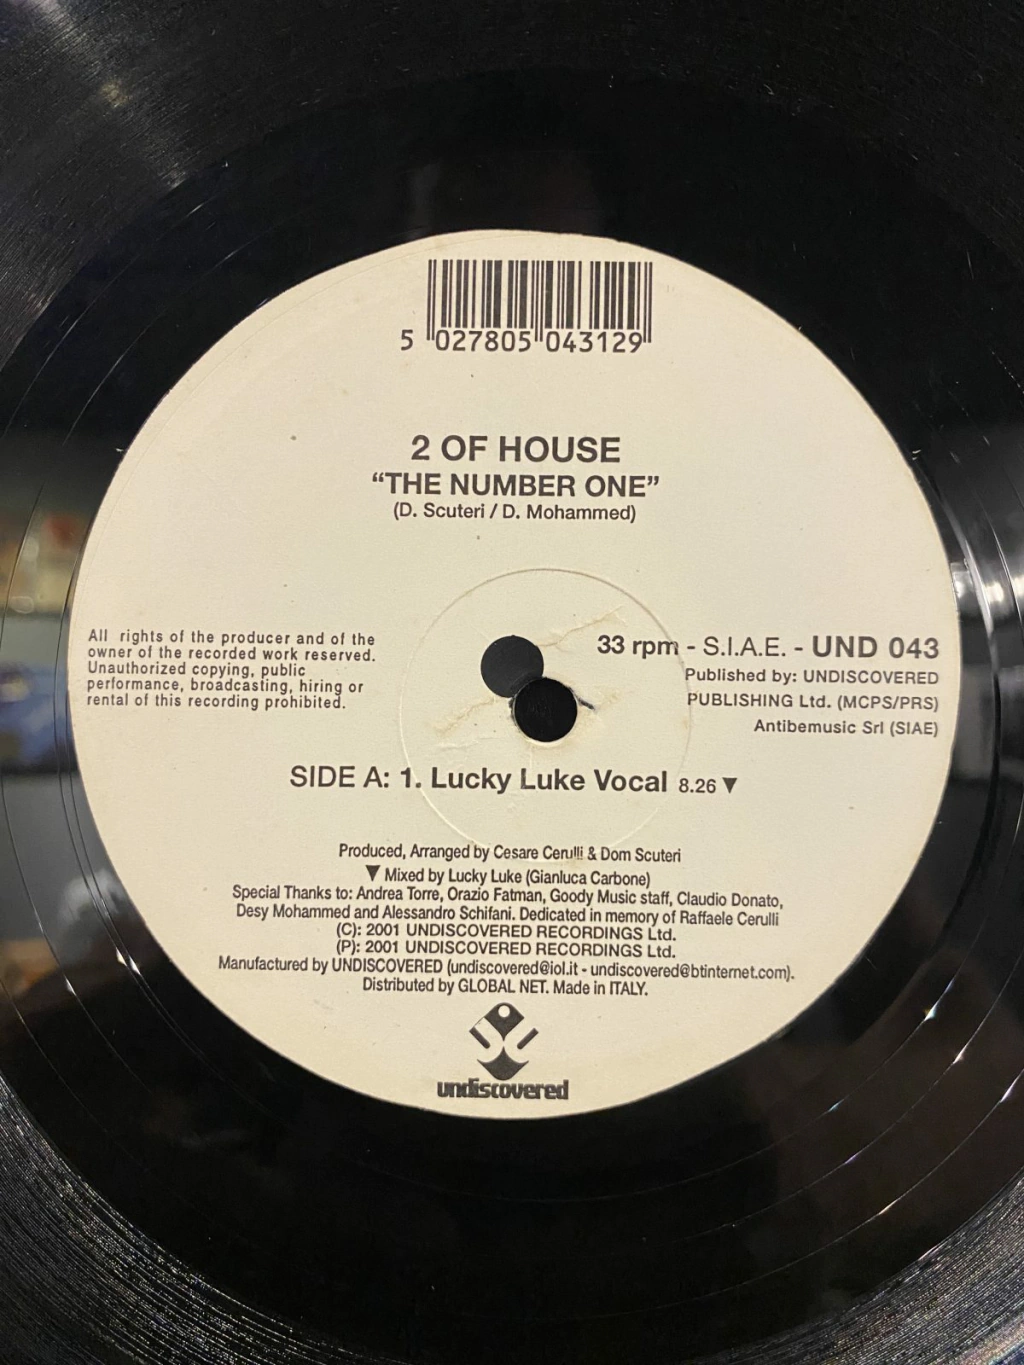 5 027805 043129
2 OF HOUSE
“THE NUMBER ONE”
(D. Scuteri / D. Mohammed)
All rights of the producer and of the
owner of the recorded work reserved.
Unauthorized copying, public
performance, broadcasting, hiring or
rental of this recording prohibited.
33 rpm - S.I.A.E. - UND 043
Published by: UNDISCOVERED
PUBLISHING Ltd. (MCPS/PRS)
Antibemusic Srl (SIAE)
SIDE A: 1. Lucky Luke Vocal 8.26 ▼
Produced, Arranged by Cesare Cerulli & Dom Scuteri
▼ Mixed by Lucky Luke (Gianluca Carbone)
Special Thanks to: Andrea Torre, Orazio Fatman, Goody Music staff, Claudio Donato,
Desy Mohammed and Alessandro Schifani. Dedicated in memory of Raffaele Cerulli
(C): 2001 UNDISCOVERED RECORDINGS Ltd.
(P): 2001 UNDISCOVERED RECORDINGS Ltd.
Manufactured by UNDISCOVERED (undiscovered@iol.it - undiscovered@btinternet.com).
Distributed by GLOBAL NET. Made in ITALY.
undiscovered